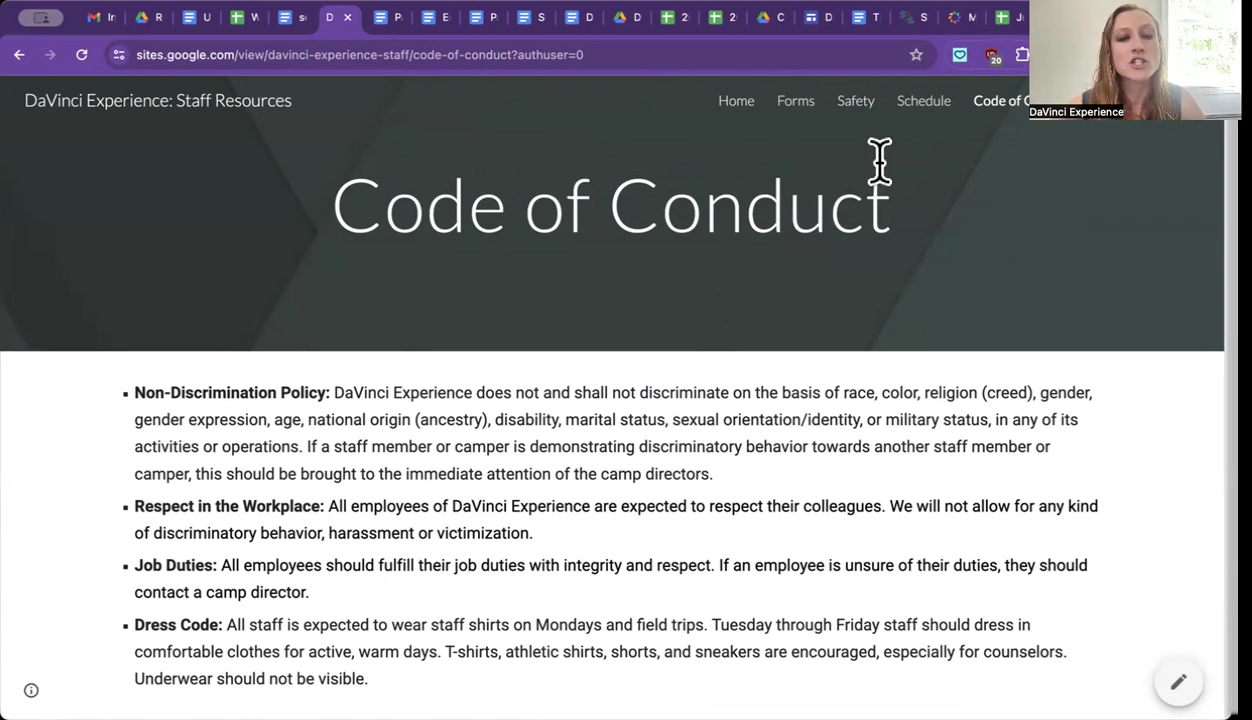 In
R
U
W
s
D
P
E
P
S
D
D
2
2
C
D
T
S
M
J
sites.google.com/view/davinci-experience-staff/code-of-conduct?authuser=0
20
DaVinci Experience: Staff Resources
Home
Forms
Safety
Schedule
Code of C
DaVinci Experience
Code of Conduct
▪ Non-Discrimination Policy: DaVinci Experience does not and shall not discriminate on the basis of race, color, religion (creed), gender,
gender expression, age, national origin (ancestry), disability, marital status, sexual orientation/identity, or military status, in any of its
activities or operations. If a staff member or camper is demonstrating discriminatory behavior towards another staff member or
camper, this should be brought to the immediate attention of the camp directors.
▪ Respect in the Workplace: All employees of DaVinci Experience are expected to respect their colleagues. We will not allow for any kind
of discriminatory behavior, harassment or victimization.
▪ Job Duties: All employees should fulfill their job duties with integrity and respect. If an employee is unsure of their duties, they should
contact a camp director.
▪ Dress Code: All staff is expected to wear staff shirts on Mondays and field trips. Tuesday through Friday staff should dress in
comfortable clothes for active, warm days. T-shirts, athletic shirts, shorts, and sneakers are encouraged, especially for counselors.
Underwear should not be visible.